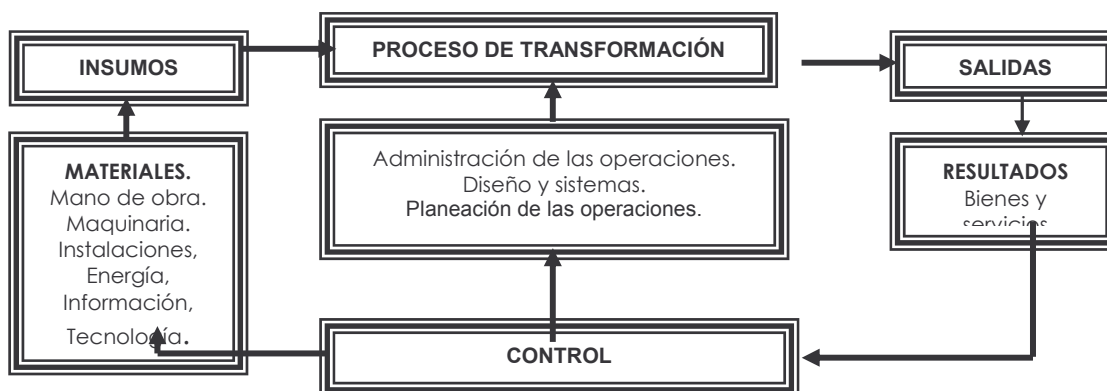 INSUMOS
PROCESO DE TRANSFORMACIÓN
SALIDAS
MATERIALES.
Mano de obra.
Maquinaria.
Instalaciones,
Energía,
Información,
Tecnología.
Administración de las operaciones.
Diseño y sistemas.
Planeación de las operaciones.
RESULTADOS
Bienes y
servicios
CONTROL